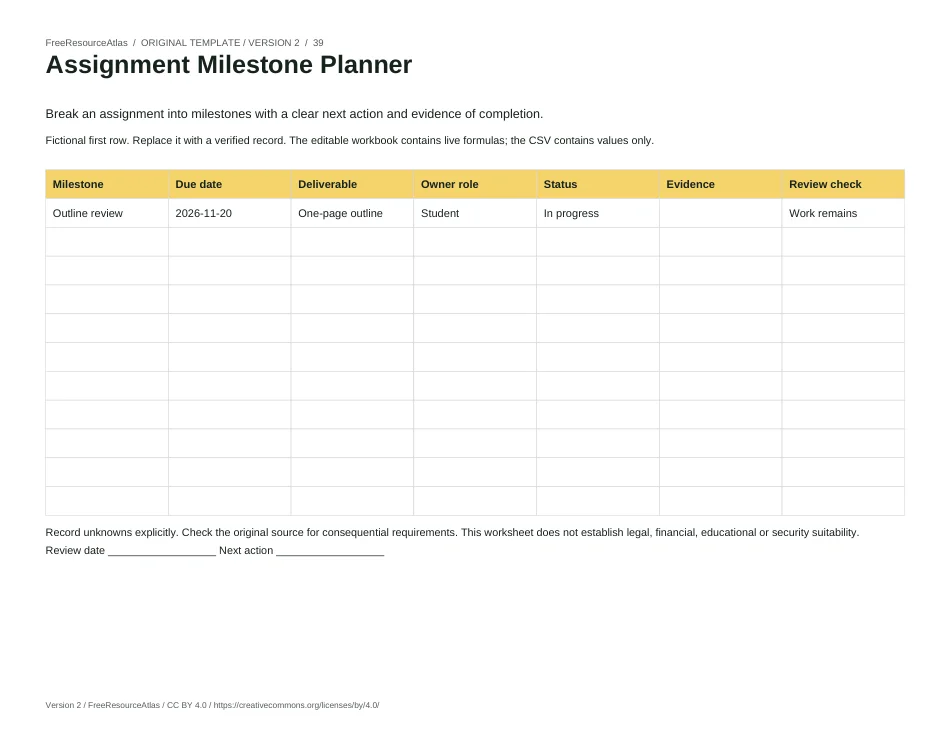 FreeResourceAtlas / ORIGINAL TEMPLATE / VERSION 2 / 39
Assignment Milestone Planner
Break an assignment into milestones with a clear next action and evidence of completion.
Fictional first row. Replace it with a verified record. The editable workbook contains live formulas; the CSV contains values only.
Milestone Due date Deliverable Owner role Status Evidence Review check
Outline review 2026-11-20 One-page outline Student In progress Work remains
Record unknowns explicitly. Check the original source for consequential requirements. This worksheet does not establish legal, financial, educational or security suitability.
Review date __________________ Next action __________________
Version 2 / FreeResourceAtlas / CC BY 4.0 / https://creativecommons.org/licenses/by/4.0/